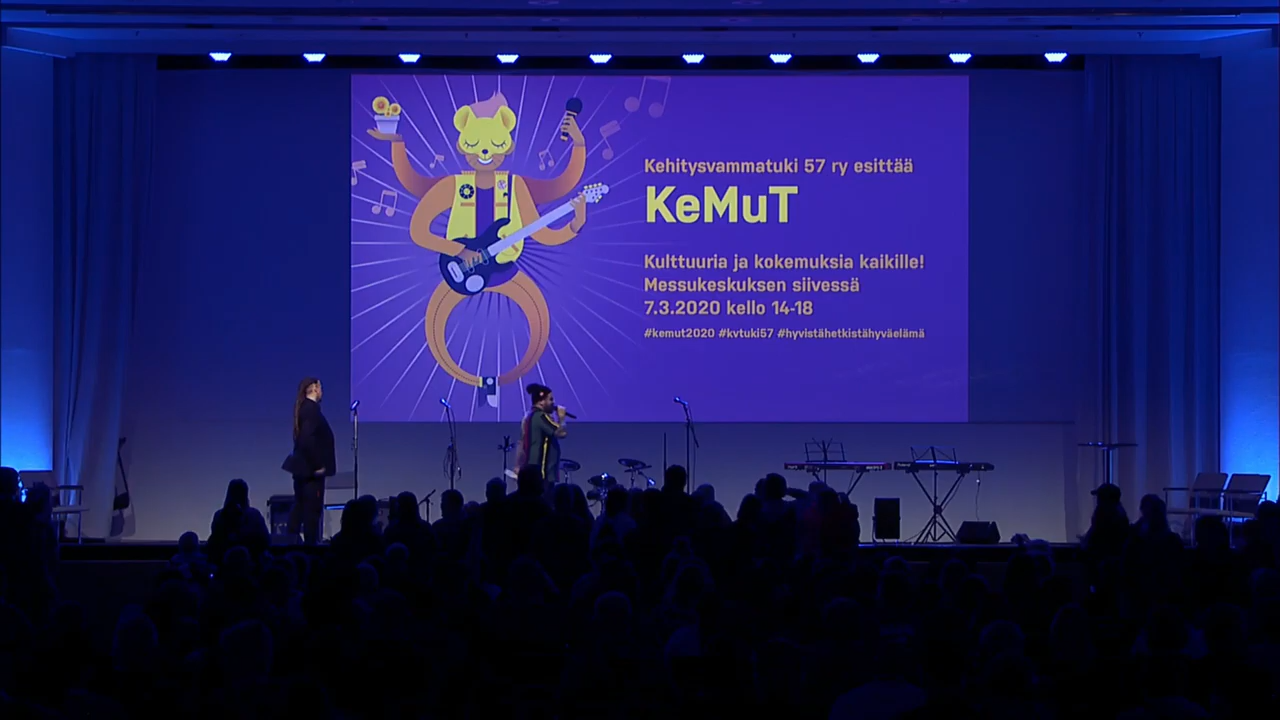 Kehitysvammatuki 57 ry esittää
KeMuT
Kulttuuria ja kokemuksia kaikille!
Messukeskuksen siivessä
7.3.2020 kello 14-18
#kemut2020 #kvtuki57 #hyvistähetkistähyväelämä